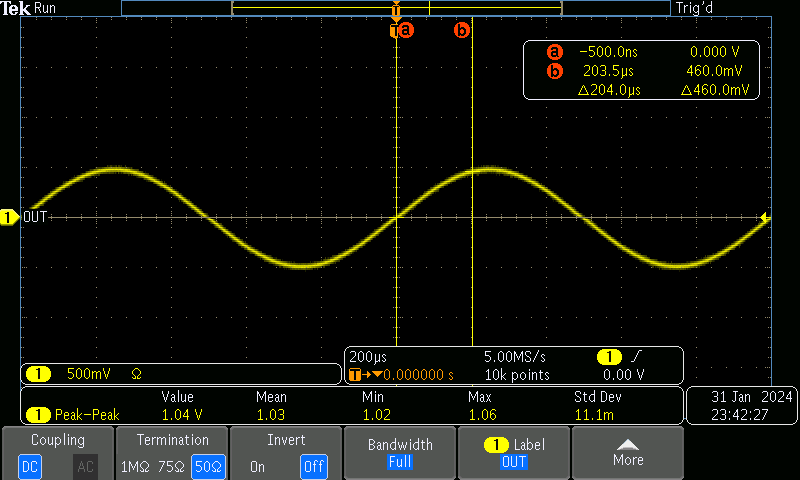 Tek Run Trig'd
T
T a b
a −500.0ns 0.000 V
b 203.5µs 460.0mV
△204.0µs △460.0mV
1 OUT
1 500mV Ω
200µs 5.00MS/s 1
T→▼0.000000 s 10k points 0.00 V
Value Mean Min Max Std Dev
1 Peak−Peak 1.04 V 1.03 1.02 1.06 11.1m
31 Jan 2024
23:42:27
Coupling
DC AC
Termination
1MΩ 75Ω 50Ω
Invert
On Off
Bandwidth
Full
1 Label
OUT
More